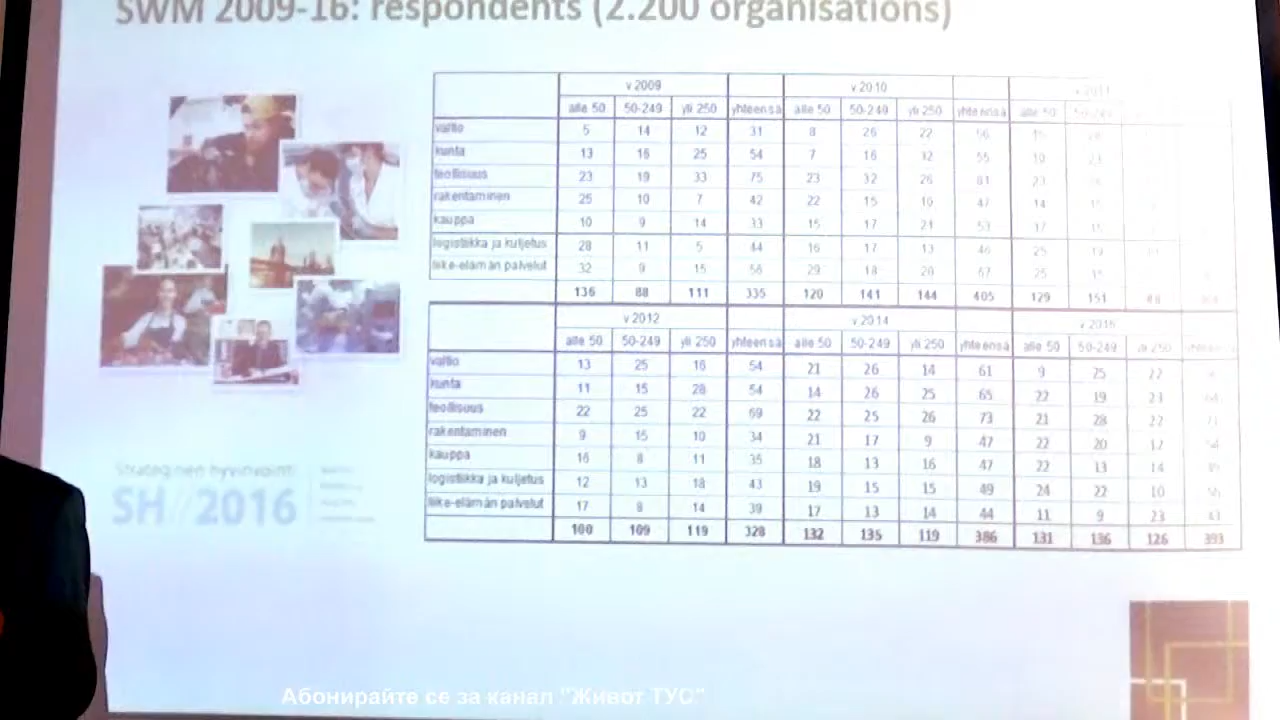 SWM 2009-16: respondents (2.200 organisations)
v 2009 v 2010
alle 50 50-249 yli 250 yhteensä alle 50 50-249 yli 250 yhteensä alle 50 50-249
valtio 5 14 12 31 8 26 22 56
kunta 13 16 25 54 7 16 32 55 10 23
teollisuus 23 19 33 75 23 32 26 81 23
rakentaminen 25 10 7 42 22 15 10 47 14
kauppa 10 9 14 33 15 17 21 53 17
logistiikka ja kuljetus 28 11 5 44 16 17 13 46 25 19
liike-elämän palvelut 32 9 15 56 29 18 20 67 25
136 88 111 335 120 141 144 405 129 151
v 2012 v 2014
alle 50 50-249 yli 250 yhteensä alle 50 50-249 yli 250 yhteensä alle 50 50-249 yli 250
valtio 13 25 16 54 21 26 14 61 9 25 22
kunta 11 15 28 54 14 26 25 65 22 19 23
teollisuus 22 25 22 69 22 25 26 73 21 28 22
rakentaminen 9 15 10 34 21 17 9 47 22 20 12
kauppa 16 8 11 35 18 13 16 47 22 13 14
logistiikka ja kuljetus 12 13 18 43 19 15 15 49 24 22 10
liike-elämän palvelut 17 8 14 39 17 13 14 44 11 9 23
100 109 119 328 132 135 119 386 131 136 126 393
Strateginen hyvinvointi
SH//2016
Абонирайте се за канал "Живот ТУС"